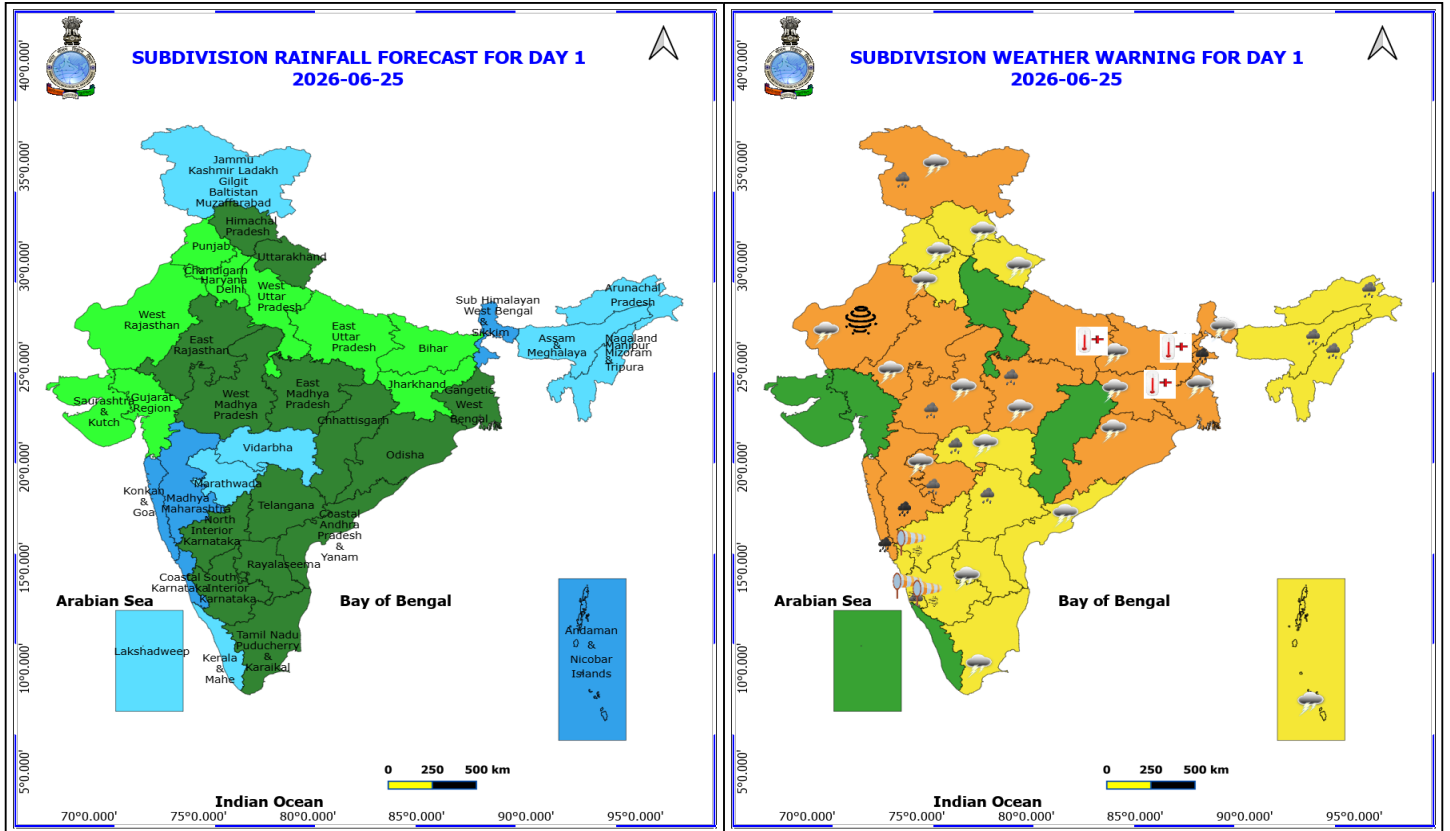 SUBDIVISION RAINFALL FORECAST FOR DAY 1
2026-06-25
40°0.000'
35°0.000'
30°0.000'
25°0.000'
20°0.000'
15°0.000'
10°0.000'
5°0.000'
Jammu
Kashmir Ladakh
Gilgit
Baltistan
Muzaffarabad
Himachal
Pradesh
Punjab
Uttarakhand
Chandigarh
Haryana
Delhi
West
Uttar
Pradesh
West
Rajasthan
East
Rajasthan
East
Uttar
Pradesh
Bihar
Sub Himalayan
West Bengal
&
Sikkim
Arunachal
Pradesh
Assam
&
Meghalaya
Nagaland
Manipur
Mizoram
&
Tripura
Jharkhand
Gangetic
West
Bengal
Saurashtra
&
Kutch
Gujarat
Region
West
Madhya
Pradesh
East
Madhya
Pradesh
Chhattisgarh
Odisha
Vidarbha
Marathwada
Madhya
Maharashtra
Konkan
&
Goa
Telangana
North
Interior
Karnataka
Coastal
Andhra
Pradesh
&
Yanam
Rayalaseema
Coastal
Karnataka
South
Interior
Karnataka
Tamil Nadu
Puducherry
&
Karaikal
Kerala
&
Mahe
Lakshadweep
Andaman
&
Nicobar
Islands
Arabian Sea
Bay of Bengal
0 250 500 km
Indian Ocean
70°0.000' 75°0.000' 80°0.000' 85°0.000' 90°0.000' 95°0.000'
SUBDIVISION WEATHER WARNING FOR DAY 1
2026-06-25
40°0.000'
35°0.000'
30°0.000'
25°0.000'
20°0.000'
15°0.000'
10°0.000'
5°0.000'
Arabian Sea
Bay of Bengal
0 250 500 km
Indian Ocean
70°0.000' 75°0.000' 80°0.000' 85°0.000' 90°0.000' 95°0.000'